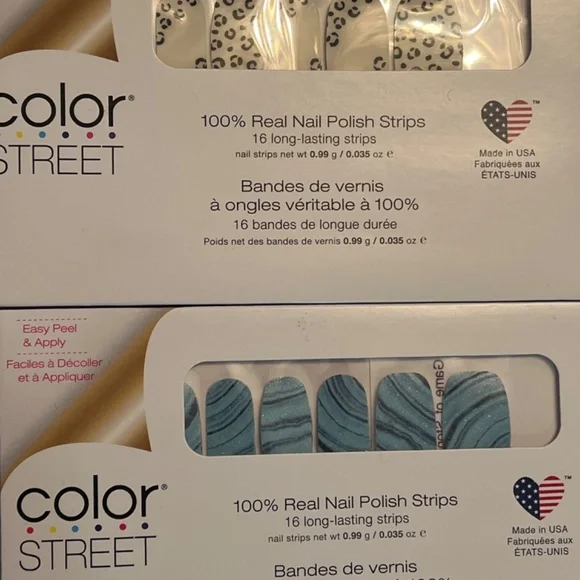 color®
STREET
100% Real Nail Polish Strips
16 long-lasting strips
nail strips net wt 0.99 g / 0.035 oz ℮
Bandes de vernis
à ongles véritable à 100%
16 bandes de longue durée
Poids net des bandes de vernis 0.99 g / 0.035 oz ℮
™
Made in USA
Fabriquées aux
ÉTATS-UNIS
Easy Peel
& Apply
Faciles à Décoller
et à Appliquer
Game of
color®
STREET
100% Real Nail Polish Strips
16 long-lasting strips
nail strips net wt 0.99 g / 0.035 oz ℮
Bandes de vernis
™
Made in USA
Fabriquées aux
ÉTATS-UNIS